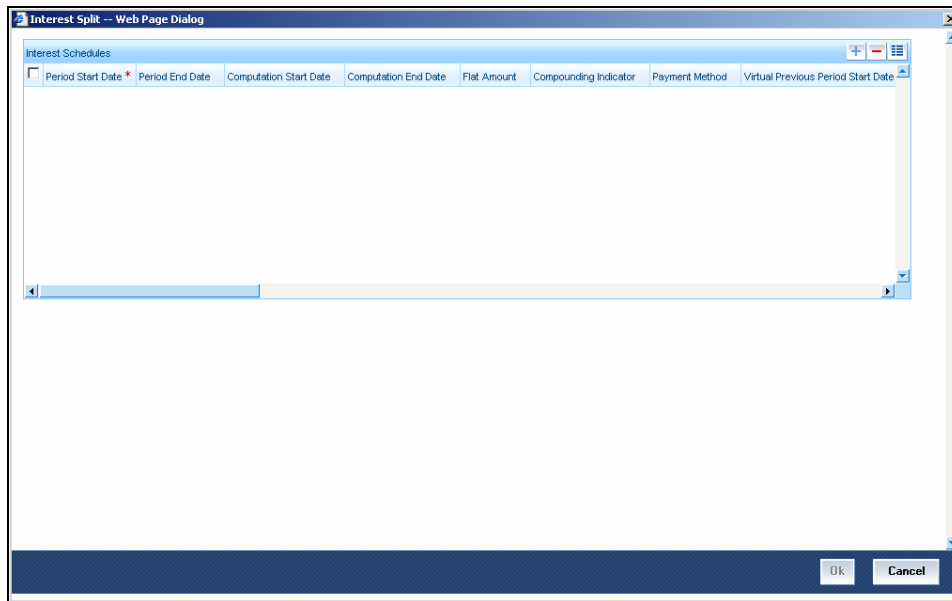 Interest Split -- Web Page Dialog
Interest Schedules
Period Start Date * Period End Date Computation Start Date Computation End Date Flat Amount Compounding Indicator Payment Method Virtual Previous Period Start Date
Ok Cancel